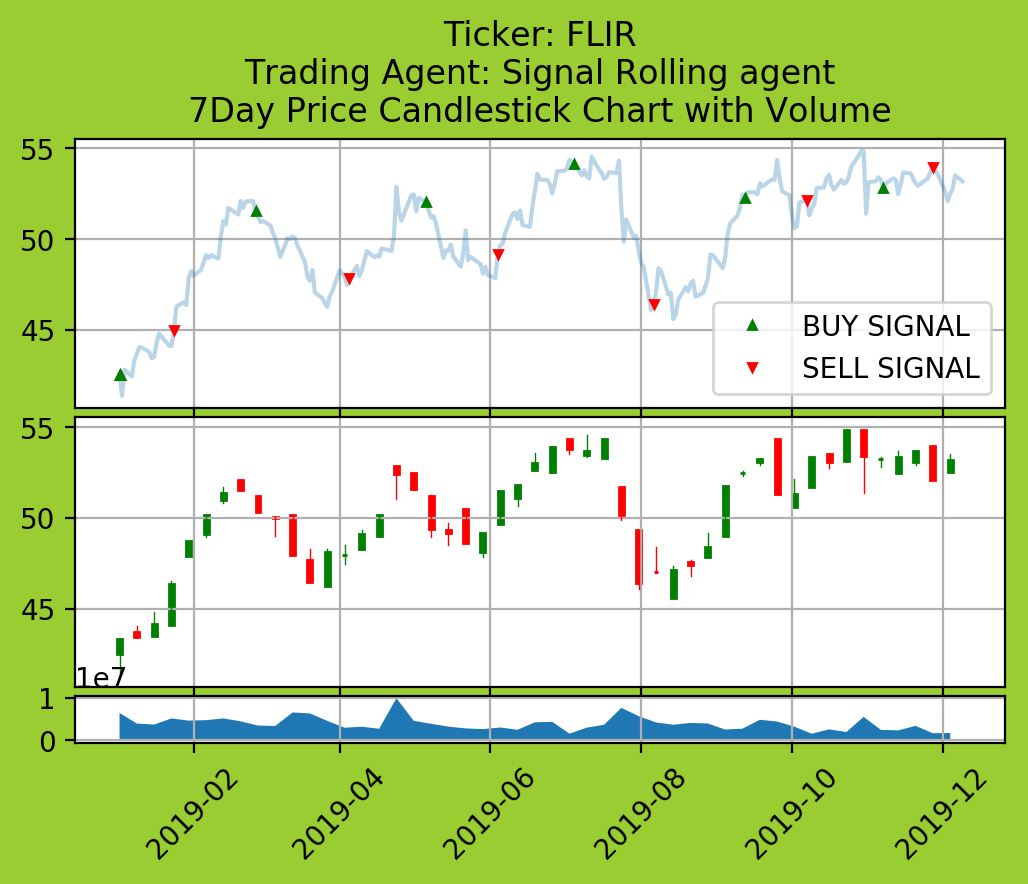 Ticker: FLIR
Trading Agent: Signal Rolling agent
7Day Price Candlestick Chart with Volume
55
50
45
BUY SIGNAL
SELL SIGNAL
55
50
45
1e7
1
0
2019-02
2019-04
2019-06
2019-08
2019-10
2019-12